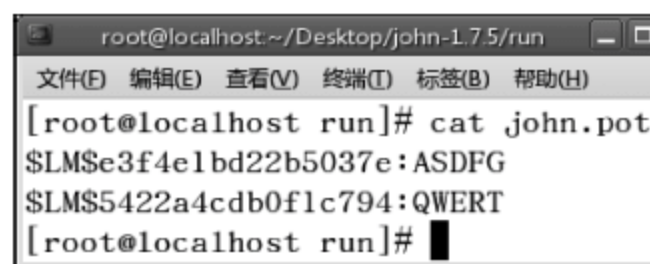 root@localhost:~/Desktop/john-1.7.5/run
文件(F) 编辑(E) 查看(V) 终端(T) 标签(B) 帮助(H)
[root@localhost run]# cat john.pot
$LM$e3f4e1bd22b5037e:ASDFG
$LM$5422a4cdb0f1c794:QWERT
[root@localhost run]#